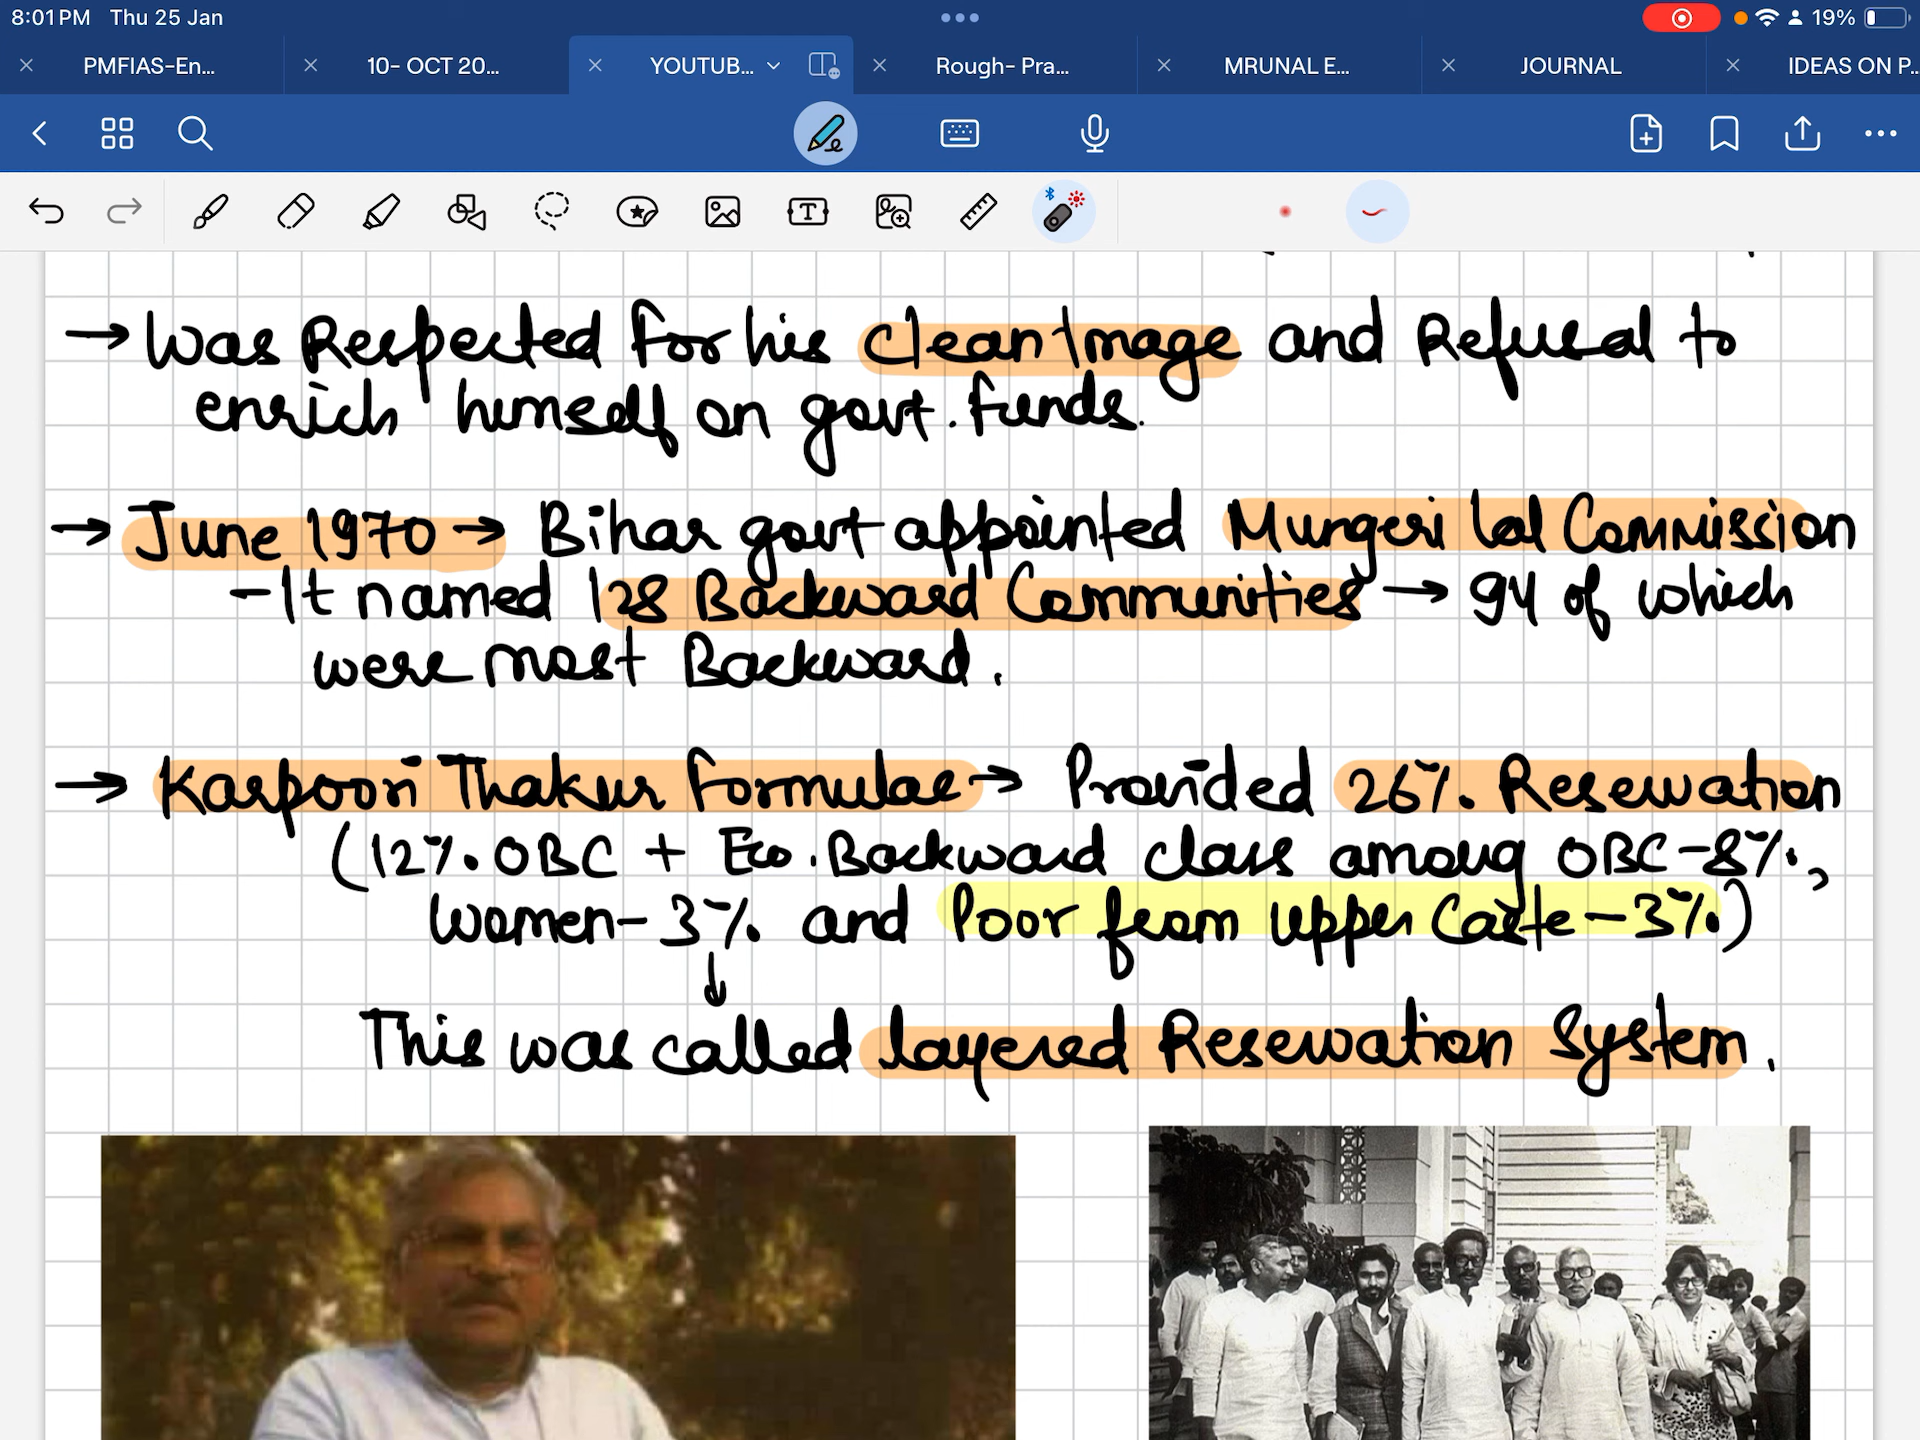 8:01 PM Thu 25 Jan
19%
PMFIAS-En...
10- OCT 20...
YOUTUB...
Rough- Pra...
MRUNAL E...
JOURNAL
IDEAS ON P...
→ Was Respected for his clean Image and Refusal to
enrich himself on govt. funds.
→ June 1970 → Bihar govt appointed Mungeri Lal Commission
- It named 128 Backward Communities → 94 of which
were most Backward.
→ Karpoori Thakur Formulae → Provided 26% Reservation
(12% OBC + Eco. Backward class among OBC - 8%,
women - 3% and Poor from upper Caste - 3%)
↓
This was called layered Reservation System.